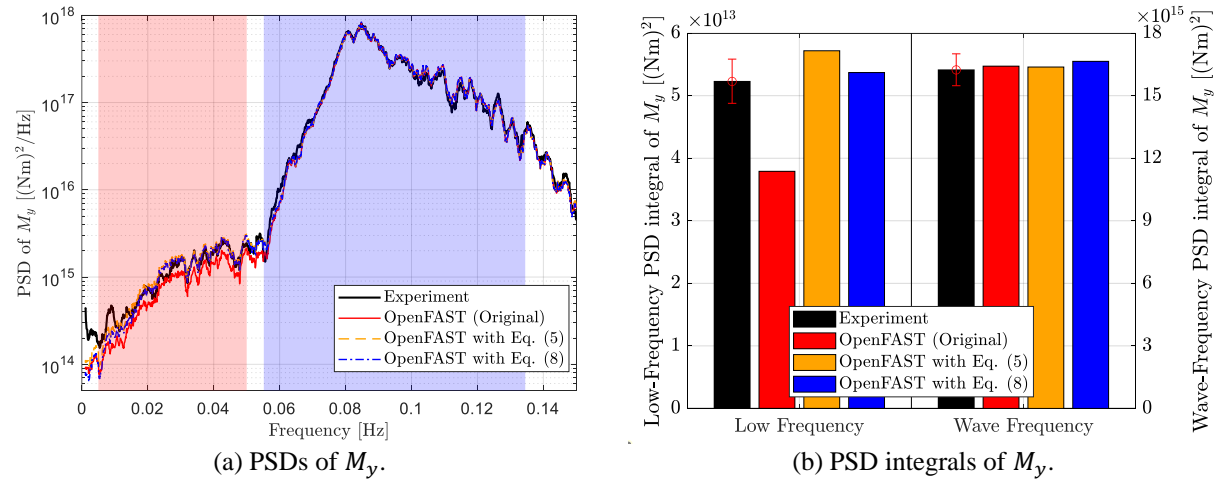 10^18
10^17
10^16
10^15
10^14
PSD of M_y [(Nm)^2/Hz]
Experiment
OpenFAST (Original)
OpenFAST with Eq. (5)
OpenFAST with Eq. (8)
0 0.02 0.04 0.06 0.08 0.1 0.12 0.14
Frequency [Hz]
(a) PSDs of M_y.
×10^13
×10^15
Low-Frequency PSD integral of M_y [(Nm)^2]
6
5
4
3
2
1
0
Experiment
OpenFAST (Original)
OpenFAST with Eq. (5)
OpenFAST with Eq. (8)
18
15
12
9
6
3
0
Wave-Frequency PSD integral of M_y [(Nm)^2]
Low Frequency Wave Frequency
(b) PSD integrals of M_y.